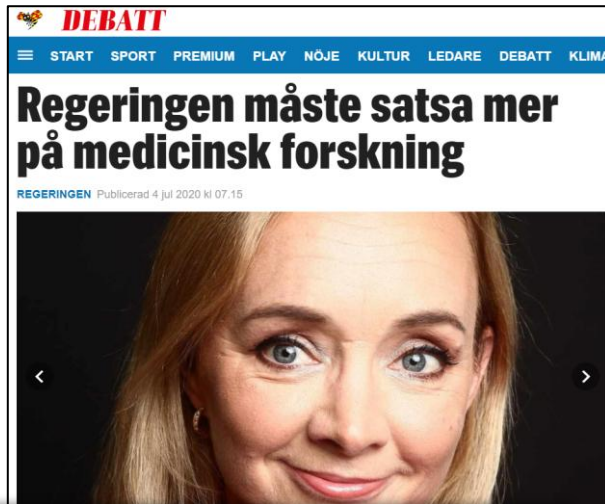 DEBATT
START SPORT PREMIUM PLAY NÖJE KULTUR LEDARE DEBATT KLIMA
Regeringen måste satsa mer
på medicinsk forskning
REGERINGEN Publicerad 4 jul 2020 kl 07.15